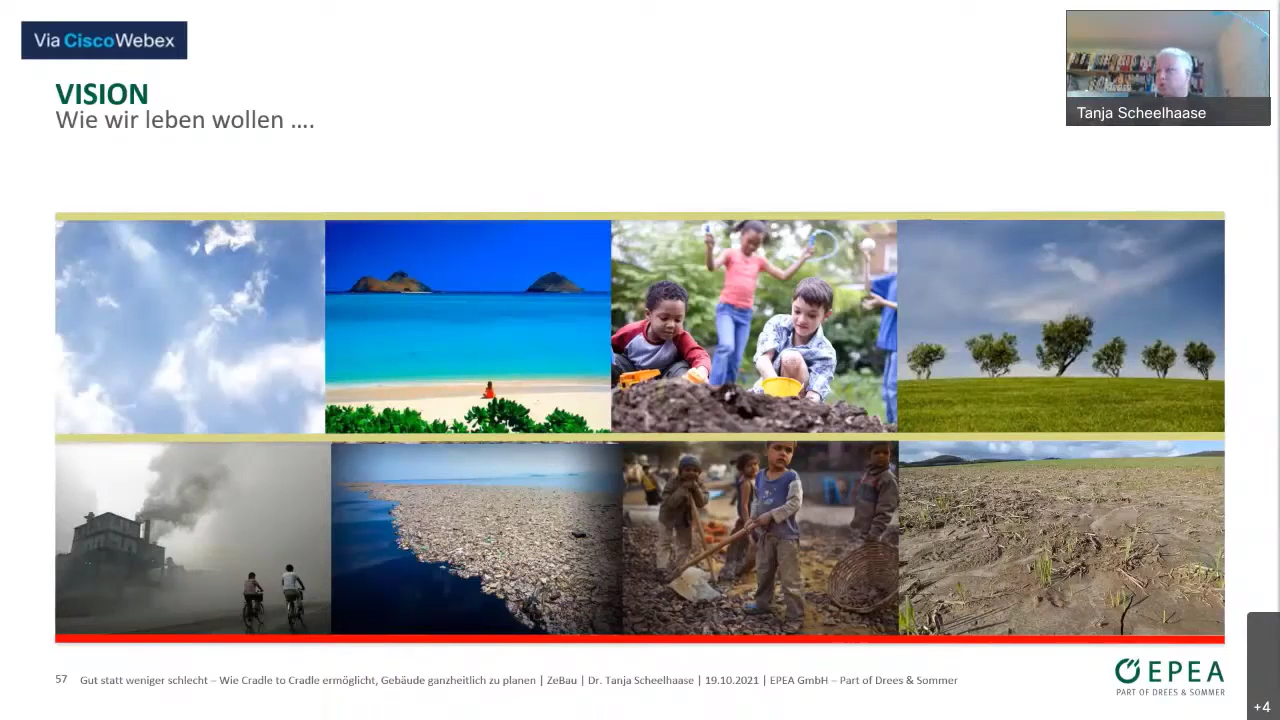 Via CiscoWebex
Tanja Scheelhaase
VISION
Wie wir leben wollen ....
57 Gut statt weniger schlecht – Wie Cradle to Cradle ermöglicht, Gebäude ganzheitlich zu planen | ZeBau | Dr. Tanja Scheelhaase | 19.10.2021 | EPEA GmbH – Part of Drees & Sommer
EPEA
PART OF DREES & SOMMER
+4